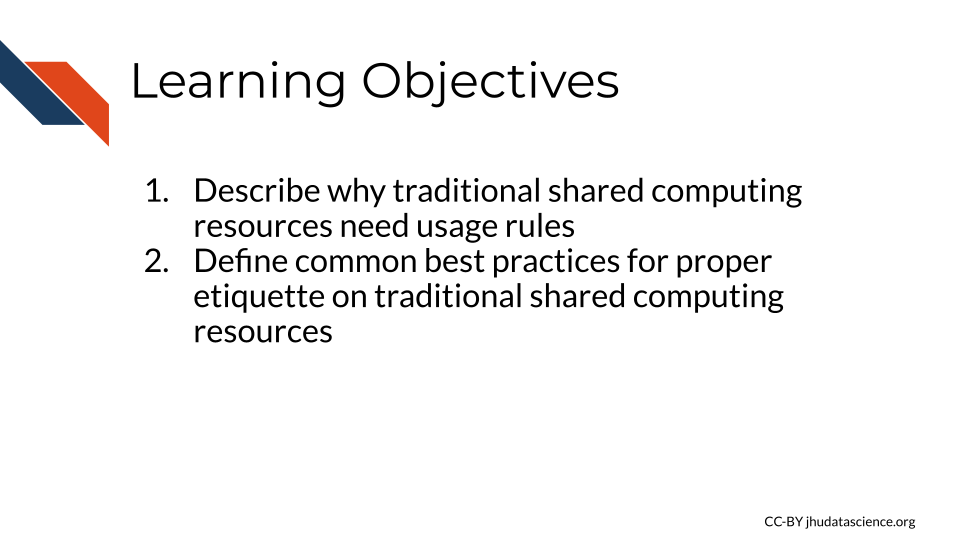 Learning Objectives
1. Describe why traditional shared computing
resources need usage rules
2. Define common best practices for proper
etiquette on traditional shared computing
resources
CC-BY jhudatascience.org